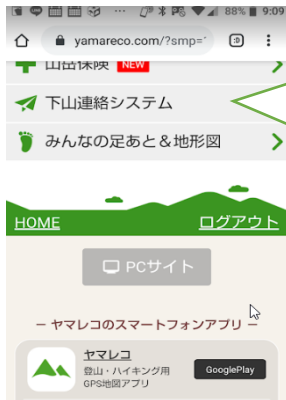 88% 9:09
yamareco.com/?smp=
山岳保険 NEW
下山連絡システム
みんなの足あと＆地形図
HOME ログアウト
PCサイト
ー ヤマレコのスマートフォンアプリ ー
ヤマレコ
登山・ハイキング用
GPS地図アプリ
GooglePlay